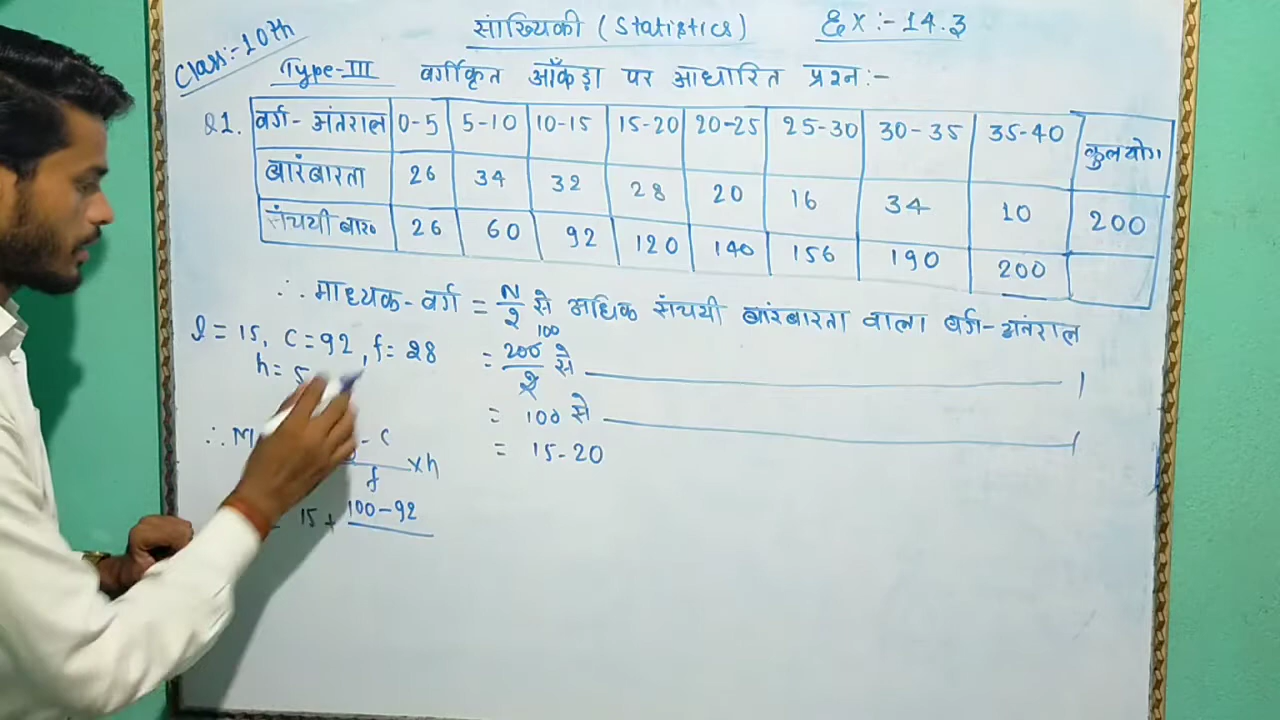 सांख्यिकी (Statistics) Ex:-14.3
Class:-10th
Type-III वर्गीकृत आँकड़ा पर आधारित प्रश्न:-
Q1. वर्ग-अंतराल 0-5 5-10 10-15 15-20 20-25 25-30 30-35 35-40 कुलयोग
बारंबारता 26 34 32 28 20 16 34 10 200
संचयी बार० 26 60 92 120 140 156 190 200
∴ माध्यक-वर्ग = N/2 से अधिक संचयी बारंबारता वाला वर्ग-अंतराल
l = 15, C = 92, f = 28
h = 5
= 200/2 से ———— ।
100
= 100 से ———— ।
= 15-20
∴ M - C
f × h
= 15 + 100-92